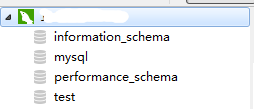 information_schema
mysql
performance_schema
test